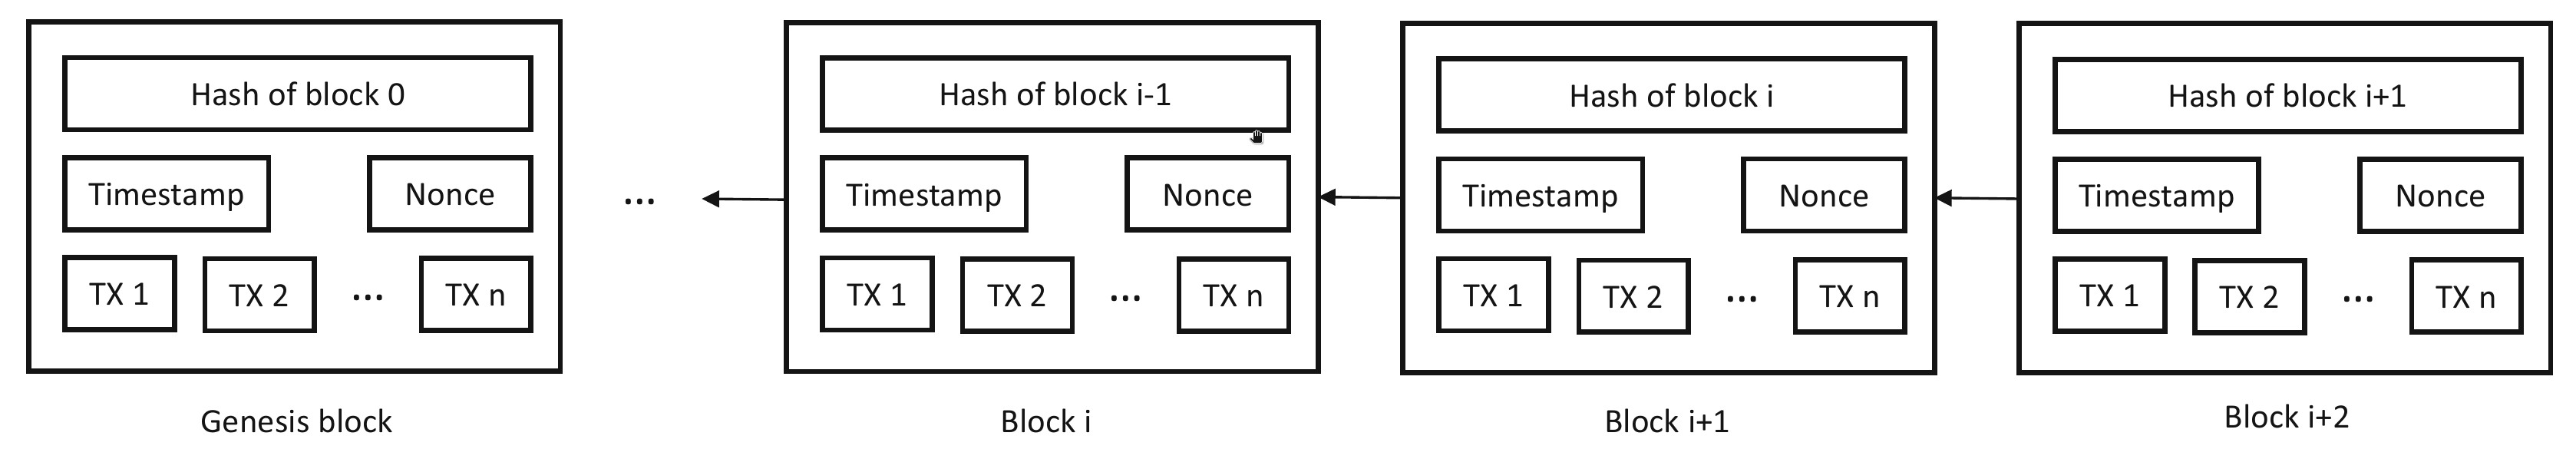 Hash of block 0
Timestamp Nonce
TX 1 TX 2 ... TX n
Genesis block
...
Hash of block i-1
Timestamp Nonce
TX 1 TX 2 ... TX n
Block i
Hash of block i
Timestamp Nonce
TX 1 TX 2 ... TX n
Block i+1
Hash of block i+1
Timestamp Nonce
TX 1 TX 2 ... TX n
Block i+2